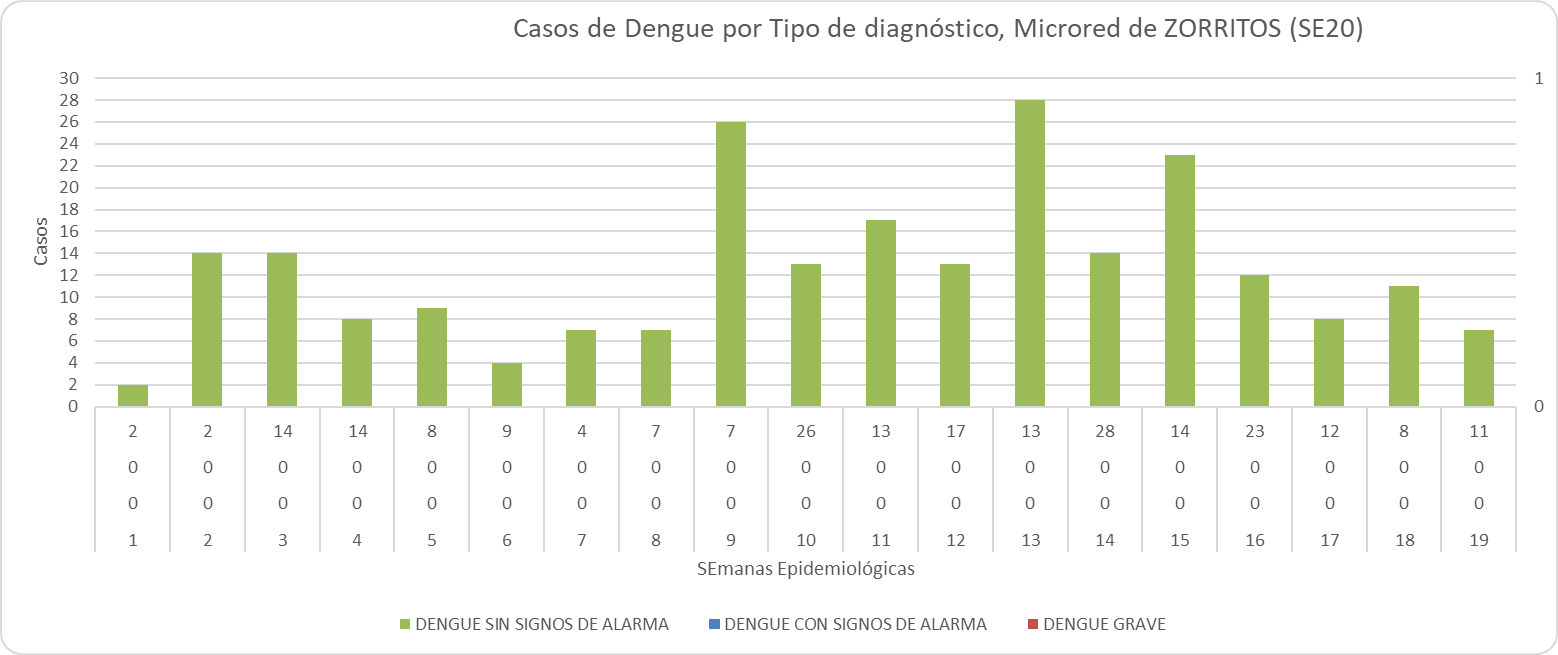 Casos de Dengue por Tipo de diagnóstico, Microred de ZORRITOS (SE20)
30
28
26
24
22
20
18
16
14
12
10
8
6
4
2
0
Casos
1
0
2 2 14 14 8 9 4 7 7 26 13 17 13 28 14 23 12 8 11
0 0 0 0 0 0 0 0 0 0 0 0 0 0 0 0 0 0 0
0 0 0 0 0 0 0 0 0 0 0 0 0 0 0 0 0 0 0
1 2 3 4 5 6 7 8 9 10 11 12 13 14 15 16 17 18 19
SEmanas Epidemiológicas
DENGUE SIN SIGNOS DE ALARMA DENGUE CON SIGNOS DE ALARMA DENGUE GRAVE